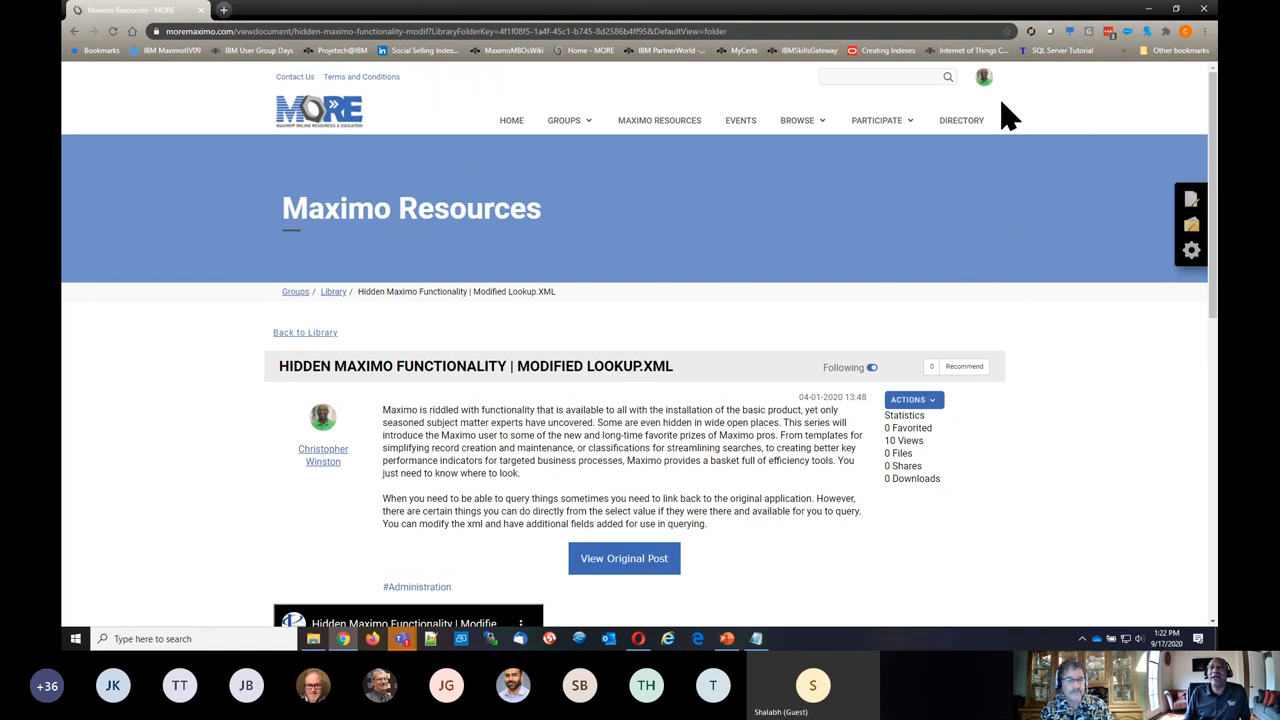 Maximo Resources - MORE
moremaximo.com/viewdocument/hidden-maximo-functionality-modif?LibraryFolderKey=4f1f08f5-1a4f-45c1-b745-8d2586b4ff95&DefaultView=folder
Bookmarks IBM MaximoIV09 IBM User Group Days Projetech@IBM Social Selling Index... MaximoMBOsWiki Home - MORE IBM PartnerWorld -... MyCerts IBMSkillsGateway Creating Indexes Internet of Things C... SQL Server Tutorial Other bookmarks
Contact Us Terms and Conditions
MORE
MAXIMO ONLINE RESOURCES & EDUCATION
HOME GROUPS MAXIMO RESOURCES EVENTS BROWSE PARTICIPATE DIRECTORY
Maximo Resources
Groups / Library / Hidden Maximo Functionality | Modified Lookup.XML
Back to Library
HIDDEN MAXIMO FUNCTIONALITY | MODIFIED LOOKUP.XML Following 0 Recommend
04-01-2020 13:48
ACTIONS
Statistics
0 Favorited
10 Views
0 Files
0 Shares
0 Downloads
Christopher
Winston
Maximo is riddled with functionality that is available to all with the installation of the basic product, yet only
seasoned subject matter experts have uncovered. Some are even hidden in wide open places. This series will
introduce the Maximo user to some of the new and long-time favorite prizes of Maximo pros. From templates for
simplifying record creation and maintenance, or classifications for streamlining searches, to creating better key
performance indicators for targeted business processes, Maximo provides a basket full of efficiency tools. You
just need to know where to look.
When you need to be able to query things sometimes you need to link back to the original application. However,
there are certain things you can do directly from the select value if they were there and available for you to query.
You can modify the xml and have additional fields added for use in querying.
View Original Post
#Administration
Hidden Maximo Functionality | Modifie
Type here to search
1:22 PM
9/17/2020
+36 JK TT JB JG SB TH T S
Shalabh (Guest)